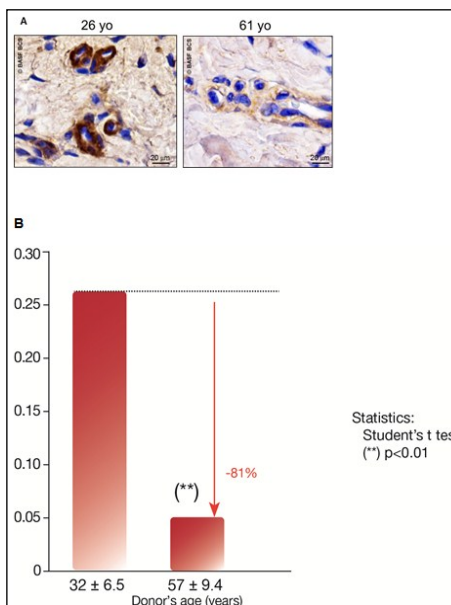 A
26 yo
61 yo
© BASF BCS
20 µm
© BASF BCS
20 µm
B
0.30
0.25
0.20
0.15
0.10
0.05
0
(**)
-81%
32 ± 6.5
57 ± 9.4
Donor's age (years)
Statistics:
Student's t tes
(**) p<0.01